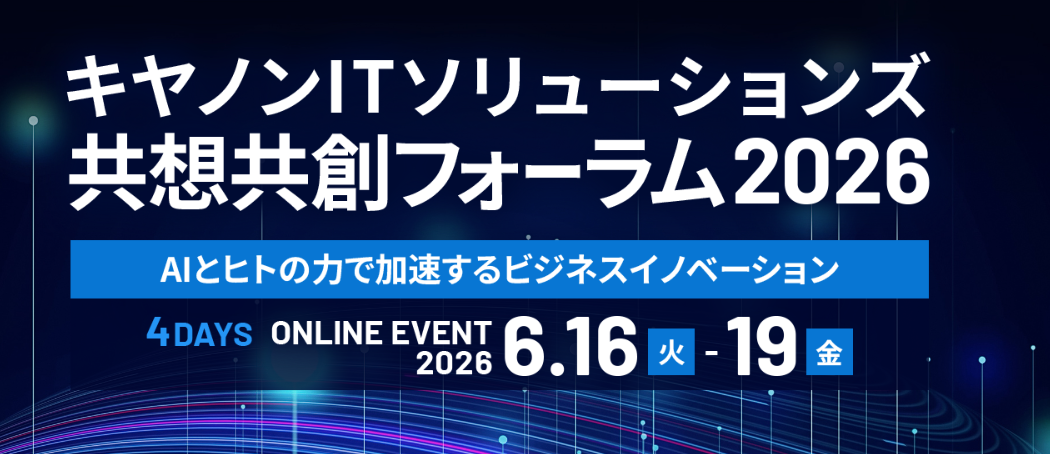 キヤノンITソリューションズ
共想共創フォーラム2026
AIとヒトの力で加速するビジネスイノベーション
4DAYS ONLINE EVENT 2026 6.16 火 - 19 金